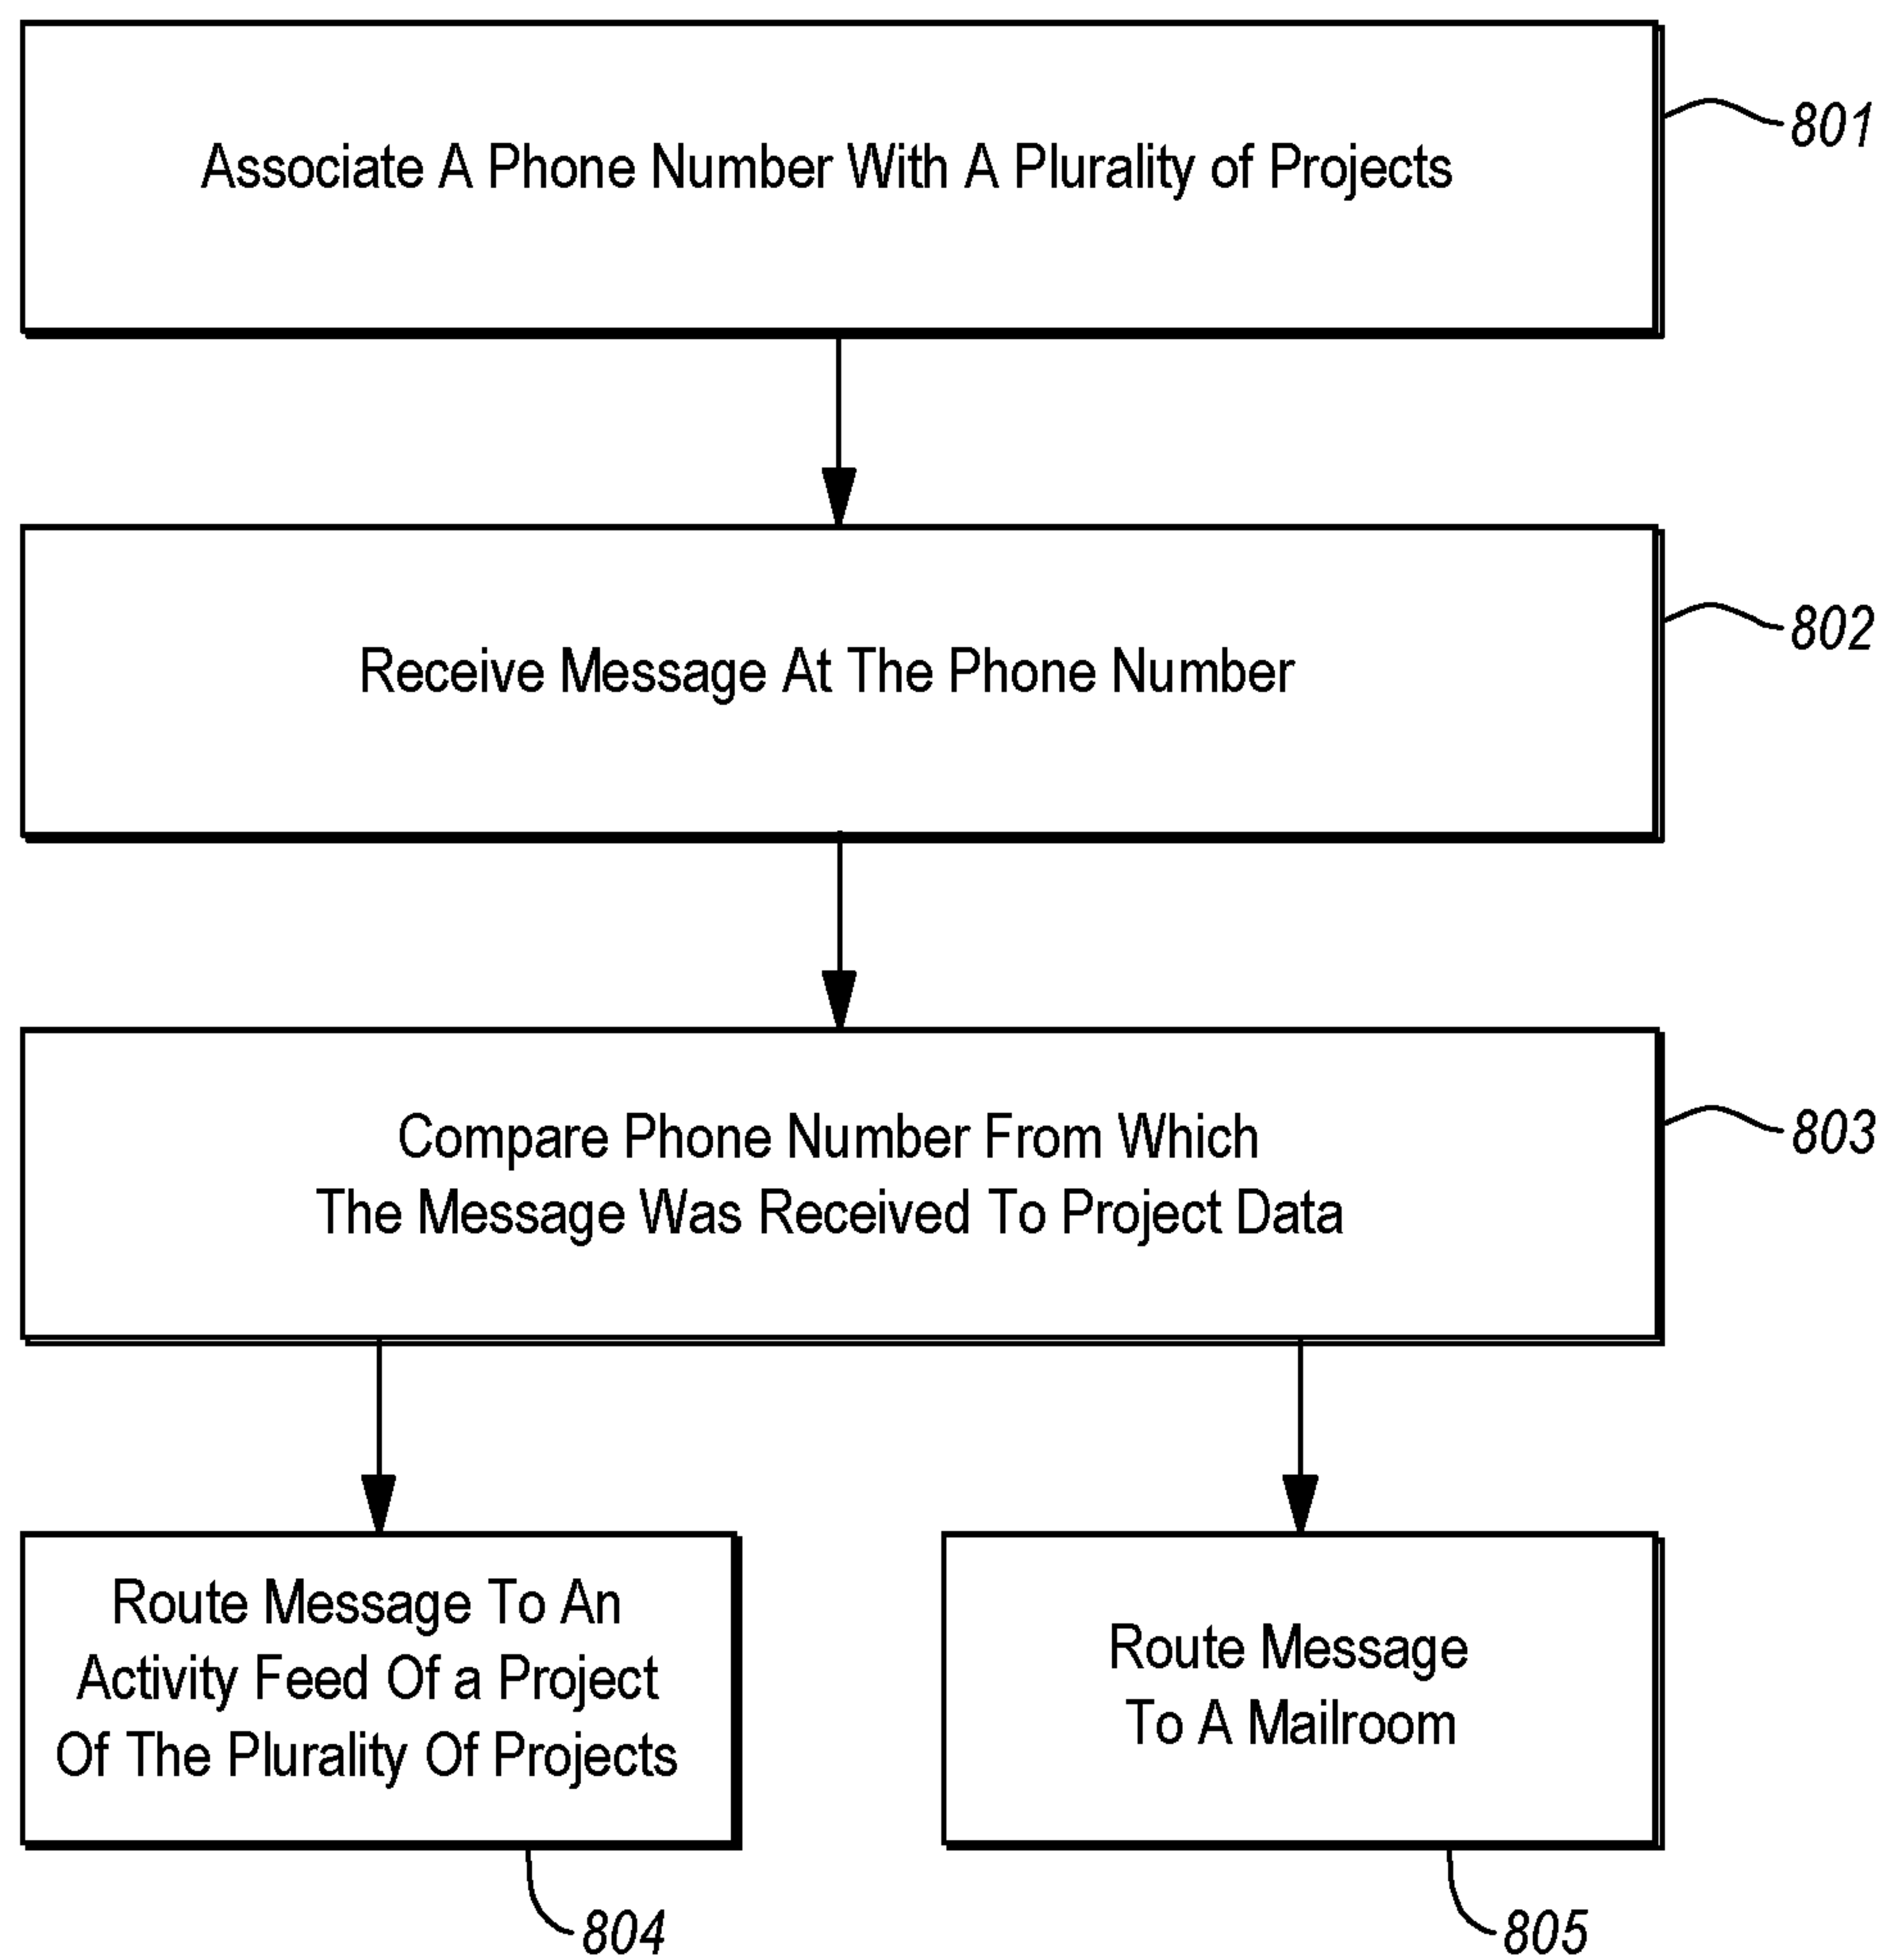 Associate A Phone Number With A Plurality of Projects
801
Receive Message At The Phone Number
802
Compare Phone Number From Which
The Message Was Received To Project Data
803
Route Message To An
Activity Feed Of a Project
Of The Plurality Of Projects
804
Route Message
To A Mailroom
805